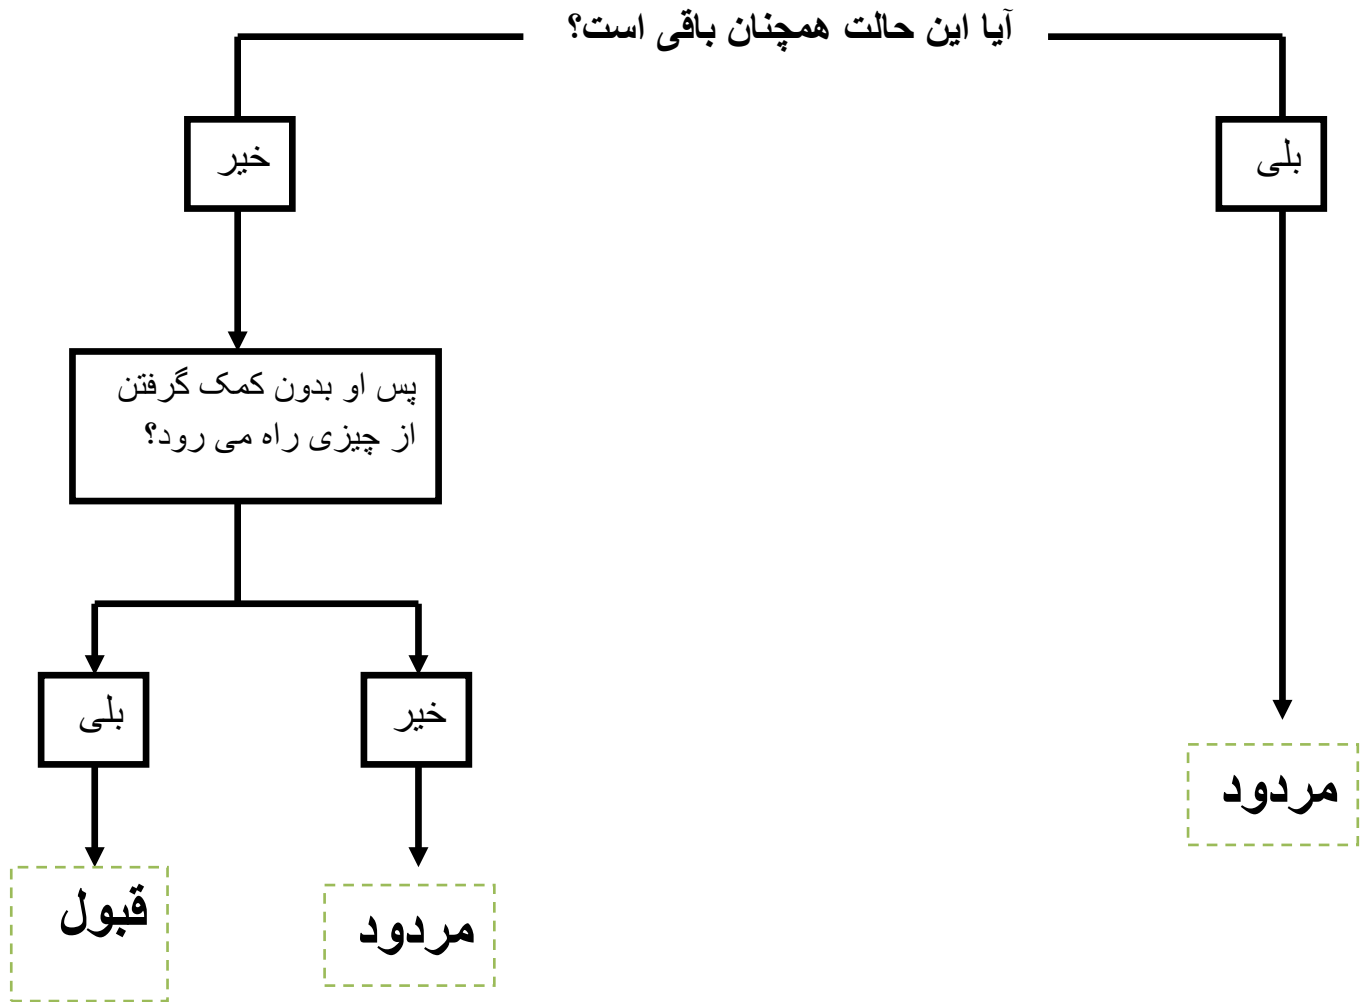 آیا این حالت همچنان باقی است؟
بلی
خیر
پس او بدون کمک گرفتن
از چیزی راه می رود؟
خیر
بلی
مردود
مردود
قبول